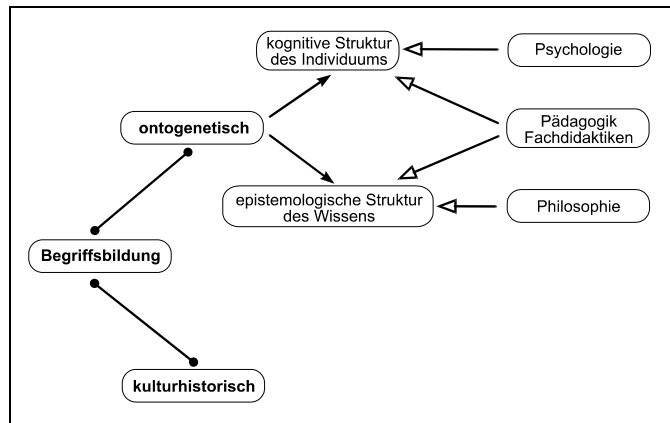 kognitive Struktur
des Individuums
Psychologie
ontogenetisch
Pädagogik
Fachdidaktiken
epistemologische Struktur
des Wissens
Philosophie
Begriffsbildung
kulturhistorisch